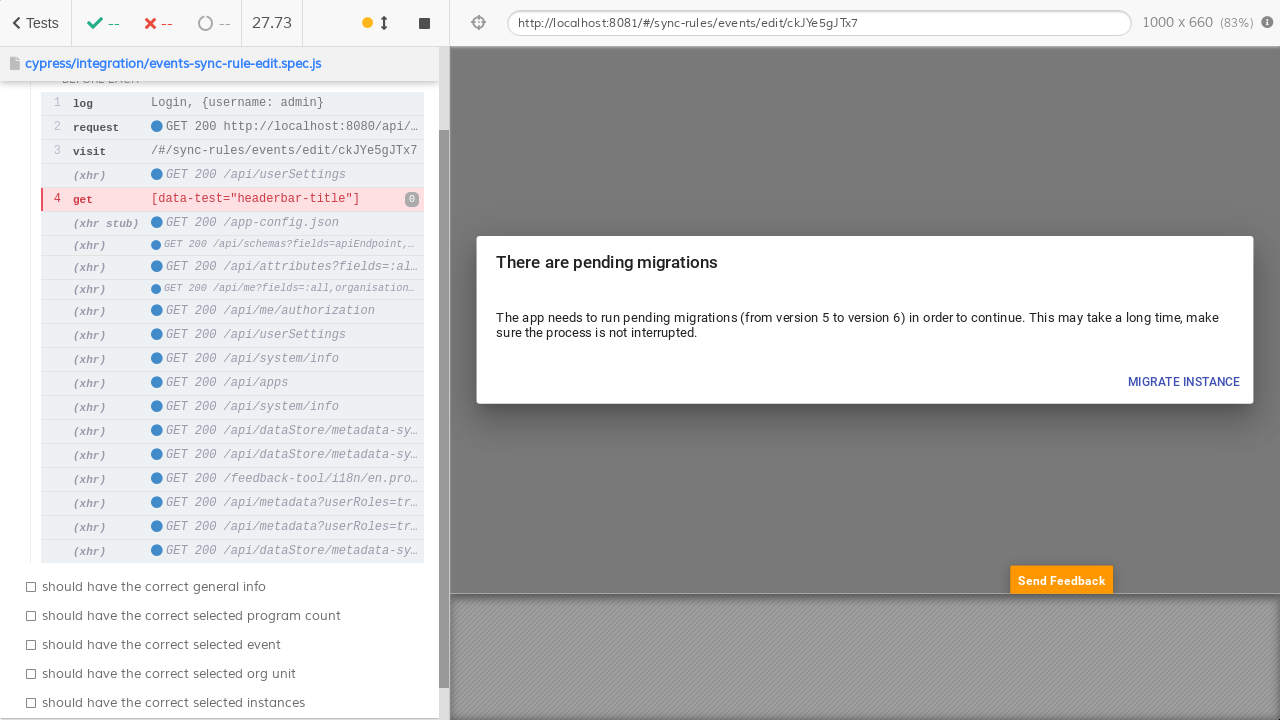 Tests -- -- -- 27.73
cypress/integration/events-sync-rule-edit.spec.js
BEFORE EACH
1 log Login, {username: admin}
2 request GET 200 http://localhost:8080/api/…
3 visit /#/sync-rules/events/edit/ckJYe5gJTx7
(xhr) GET 200 /api/userSettings
4 get [data-test="headerbar-title"] 0
(xhr stub) GET 200 /app-config.json
(xhr) GET 200 /api/schemas?fields=apiEndpoint,…
(xhr) GET 200 /api/attributes?fields=:al…
(xhr) GET 200 /api/me?fields=:all,organisation…
(xhr) GET 200 /api/me/authorization
(xhr) GET 200 /api/userSettings
(xhr) GET 200 /api/system/info
(xhr) GET 200 /api/apps
(xhr) GET 200 /api/system/info
(xhr) GET 200 /api/dataStore/metadata-sy…
(xhr) GET 200 /api/dataStore/metadata-sy…
(xhr) GET 200 /feedback-tool/i18n/en.pro…
(xhr) GET 200 /api/metadata?userRoles=tr…
(xhr) GET 200 /api/metadata?userRoles=tr…
(xhr) GET 200 /api/dataStore/metadata-sy…
should have the correct general info
should have the correct selected program count
should have the correct selected event
should have the correct selected org unit
should have the correct selected instances
http://localhost:8081/#/sync-rules/events/edit/ckJYe5gJTx7
1000 x 660 (83%)
There are pending migrations
The app needs to run pending migrations (from version 5 to version 6) in order to continue. This may take a long time, make
sure the process is not interrupted.
MIGRATE INSTANCE
Send Feedback